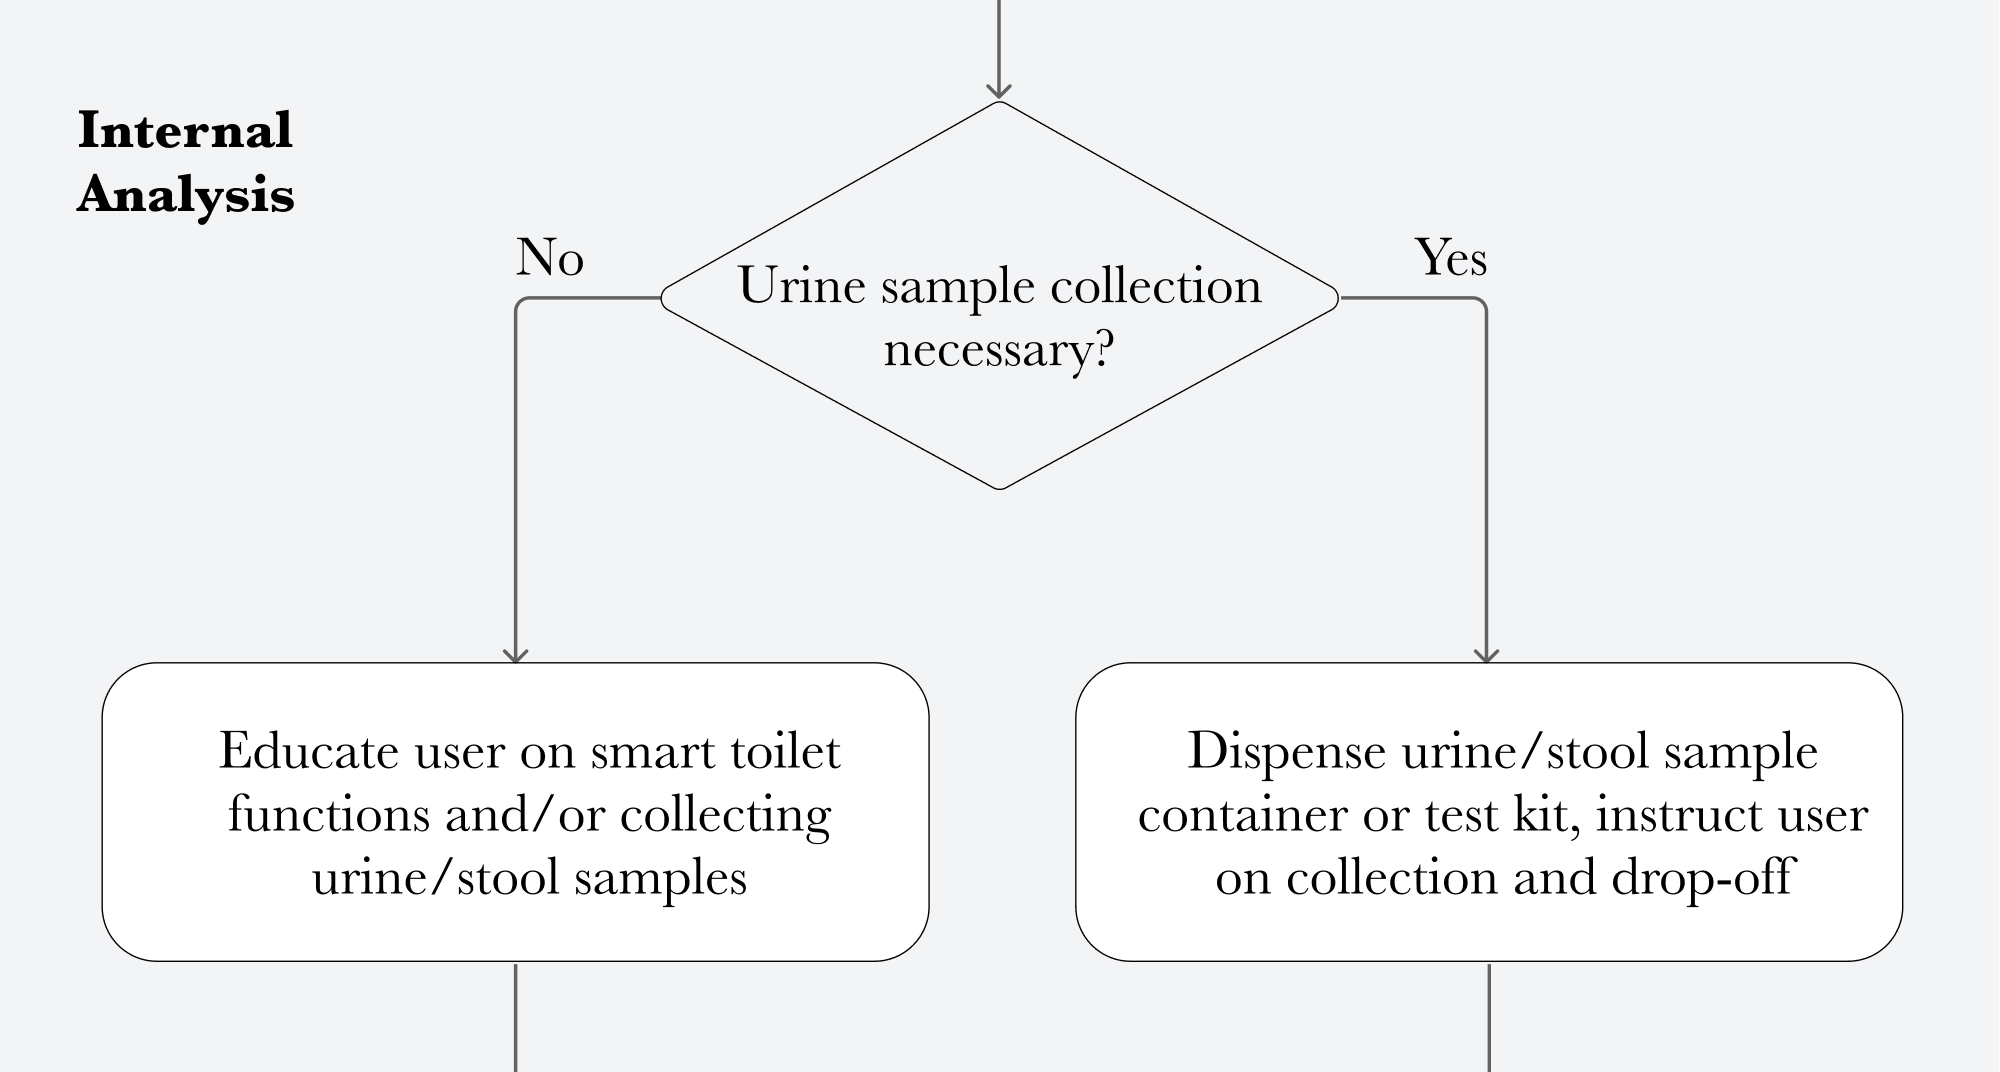 Internal
Analysis
No
Yes
Urine sample collection
necessary?
Educate user on smart toilet
functions and/or collecting
urine/stool samples
Dispense urine/stool sample
container or test kit, instruct user
on collection and drop-off